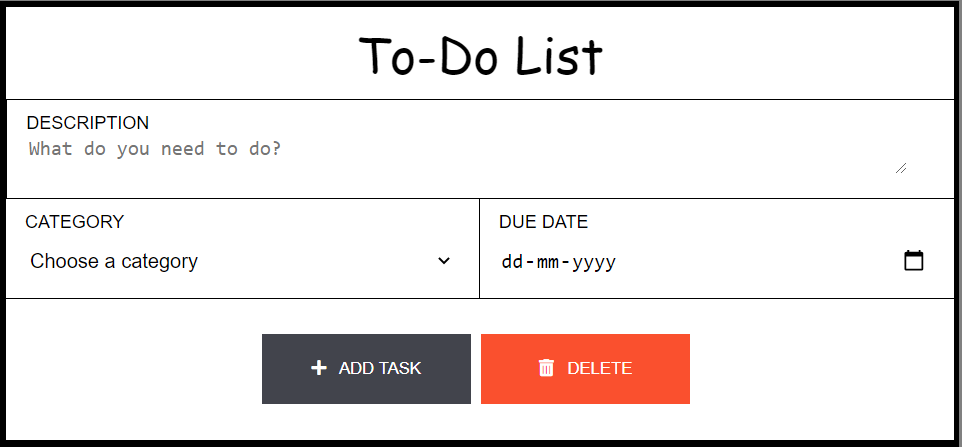 To-Do List
DESCRIPTION
What do you need to do?
CATEGORY
Choose a category
DUE DATE
dd-mm-yyyy
ADD TASK
DELETE